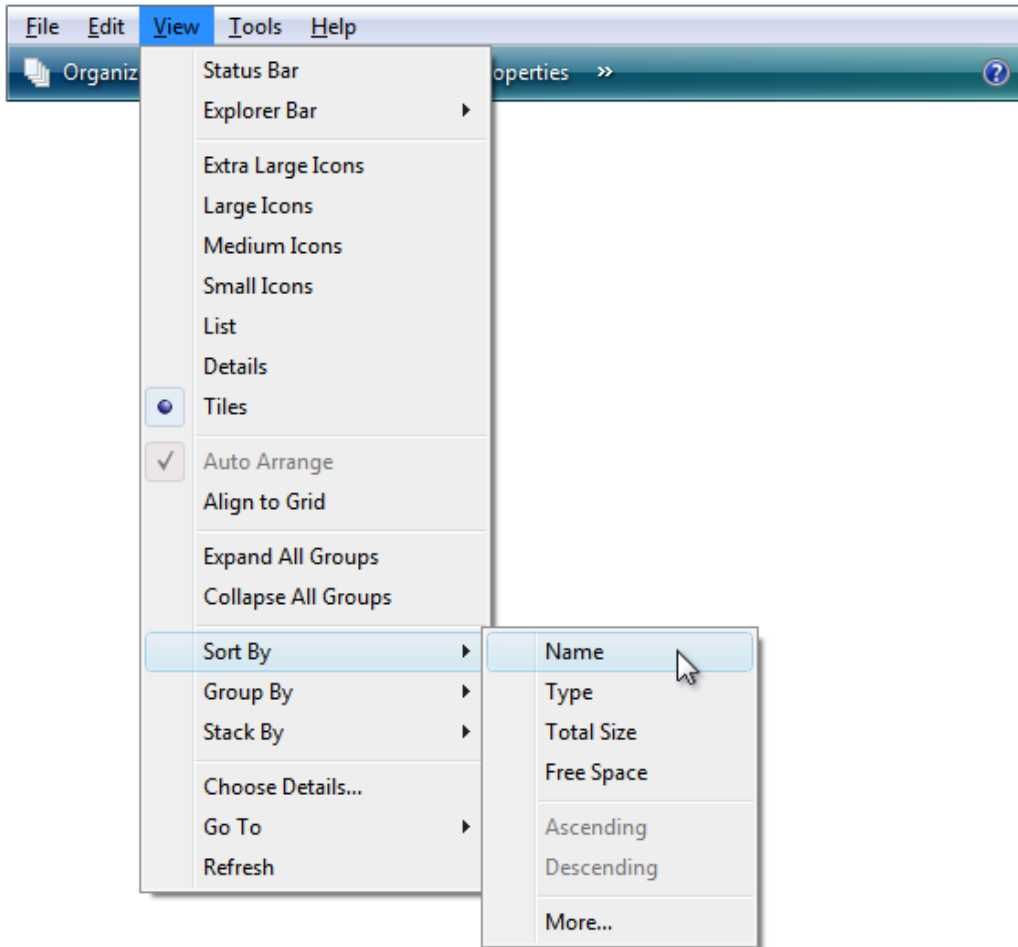 File Edit View Tools Help
Organiz operties »
Status Bar
Explorer Bar
Extra Large Icons
Large Icons
Medium Icons
Small Icons
List
Details
Tiles
Auto Arrange
Align to Grid
Expand All Groups
Collapse All Groups
Sort By
Group By
Stack By
Choose Details...
Go To
Refresh
Name
Type
Total Size
Free Space
Ascending
Descending
More...